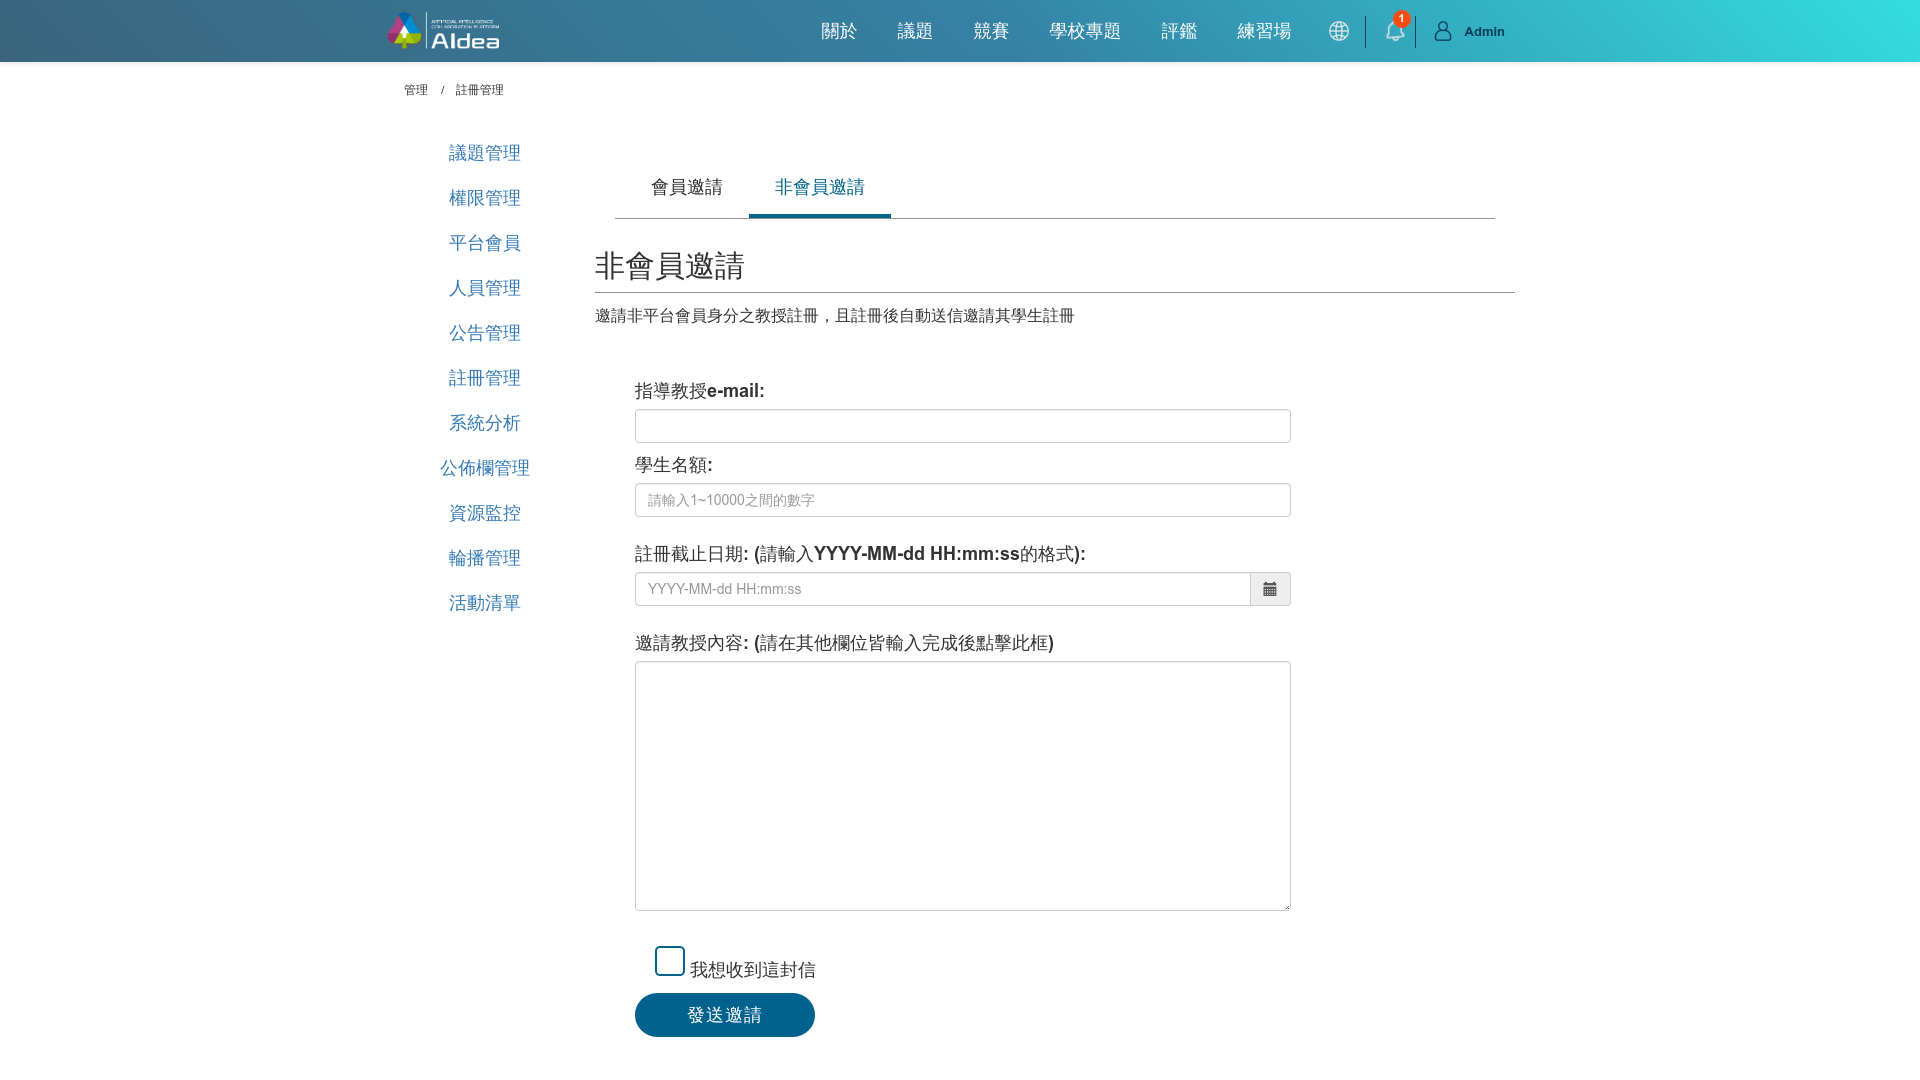 ARTIFICIAL INTELLIGENCE
COLLABORATION PLATFORM
AIdea
關於
議題
競賽
學校專題
評鑑
練習場
1
Admin
管理 / 註冊管理
議題管理
權限管理
平台會員
人員管理
公告管理
註冊管理
系統分析
公佈欄管理
資源監控
輪播管理
活動清單
會員邀請
非會員邀請
非會員邀請
邀請非平台會員身分之教授註冊，且註冊後自動送信邀請其學生註冊
指導教授e-mail:
學生名額:
請輸入1~10000之間的數字
註冊截止日期: (請輸入YYYY-MM-dd HH:mm:ss的格式):
YYYY-MM-dd HH:mm:ss
邀請教授內容: (請在其他欄位皆輸入完成後點擊此框)
我想收到這封信
發送邀請